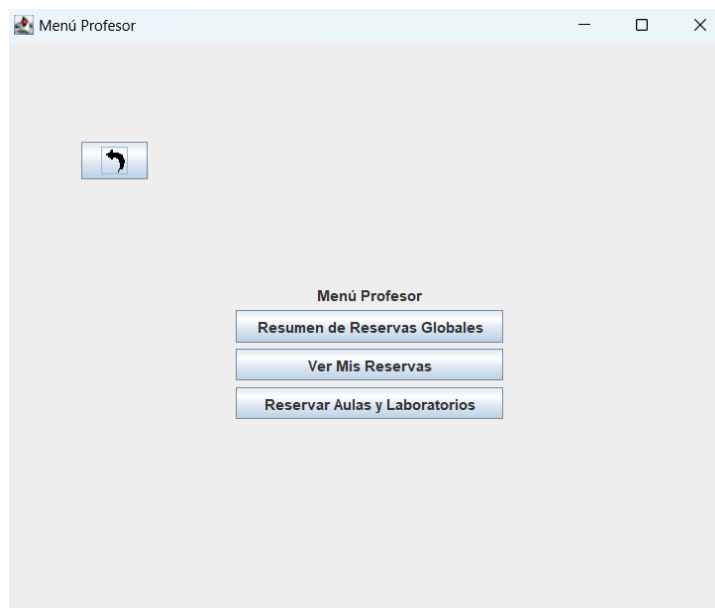 Menú Profesor
Menú Profesor
Resumen de Reservas Globales
Ver Mis Reservas
Reservar Aulas y Laboratorios